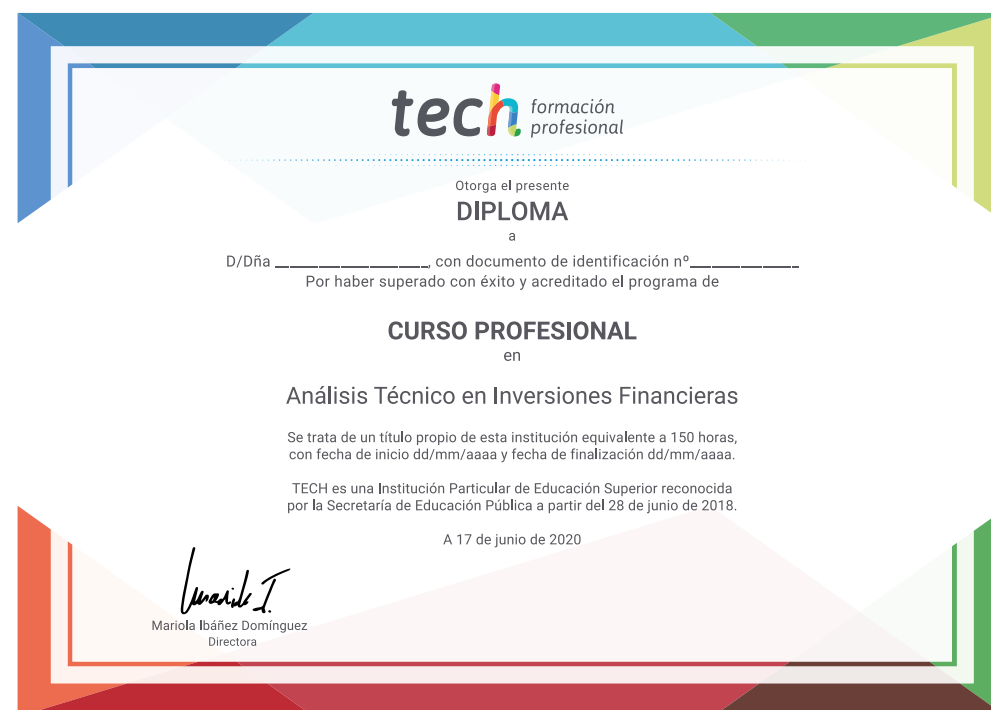 tech formación
profesional
Otorga el presente
DIPLOMA
a
D/Dña _____________________, con documento de identificación nº_______________
Por haber superado con éxito y acreditado el programa de
CURSO PROFESIONAL
en
Análisis Técnico en Inversiones Financieras
Se trata de un título propio de esta institución equivalente a 150 horas,
con fecha de inicio dd/mm/aaaa y fecha de finalización dd/mm/aaaa.
TECH es una Institución Particular de Educación Superior reconocida
por la Secretaría de Educación Pública a partir del 28 de junio de 2018.
A 17 de junio de 2020
Mariola I.
Mariola Ibáñez Domínguez
Directora